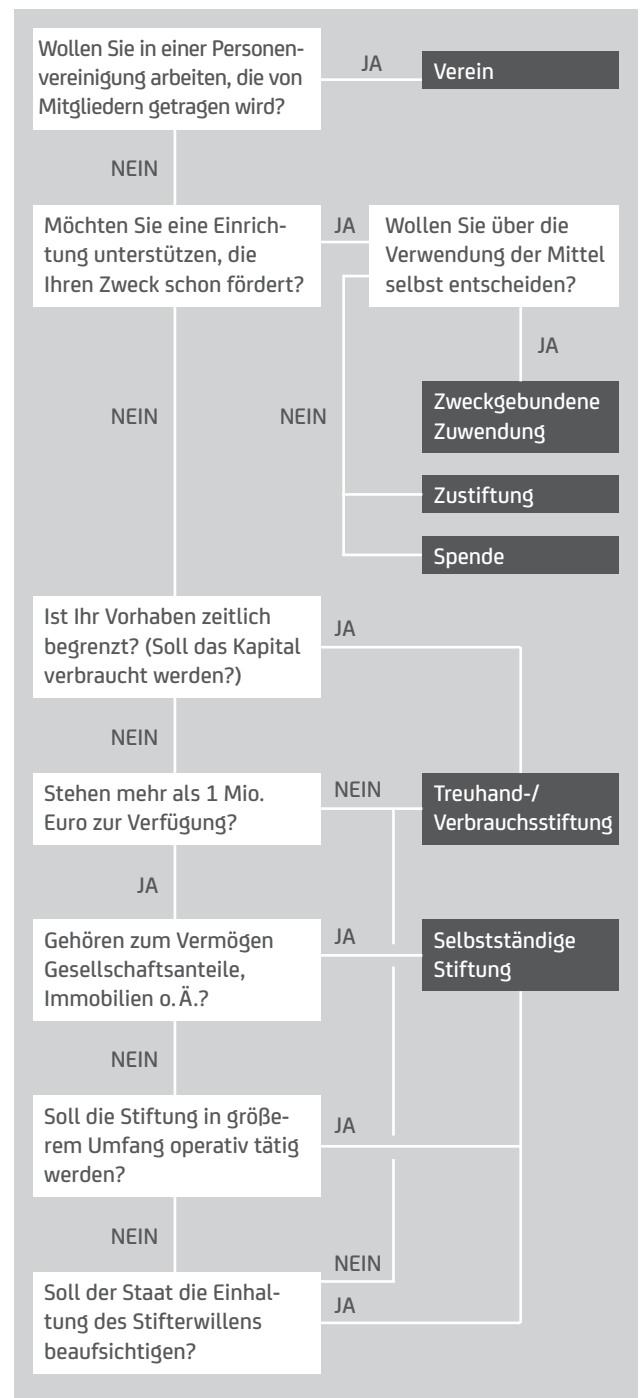 Wollen Sie in einer Personen-
vereinigung arbeiten, die von
Mitgliedern getragen wird?
JA
Verein
NEIN
Möchten Sie eine Einrich-
tung unterstützen, die
Ihren Zweck schon fördert?
JA
Wollen Sie über die
Verwendung der Mittel
selbst entscheiden?
JA
NEIN
NEIN
Zweckgebundene
Zuwendung
Zustiftung
Spende
Ist Ihr Vorhaben zeitlich
begrenzt? (Soll das Kapital
verbraucht werden?)
JA
NEIN
Stehen mehr als 1 Mio.
Euro zur Verfügung?
NEIN
Treuhand-/
Verbrauchsstiftung
JA
Gehören zum Vermögen
Gesellschaftsanteile,
Immobilien o. Ä.?
JA
Selbstständige
Stiftung
NEIN
Soll die Stiftung in größe-
rem Umfang operativ tätig
werden?
JA
NEIN
NEIN
Soll der Staat die Einhal-
tung des Stifterwillens
beaufsichtigen?
JA